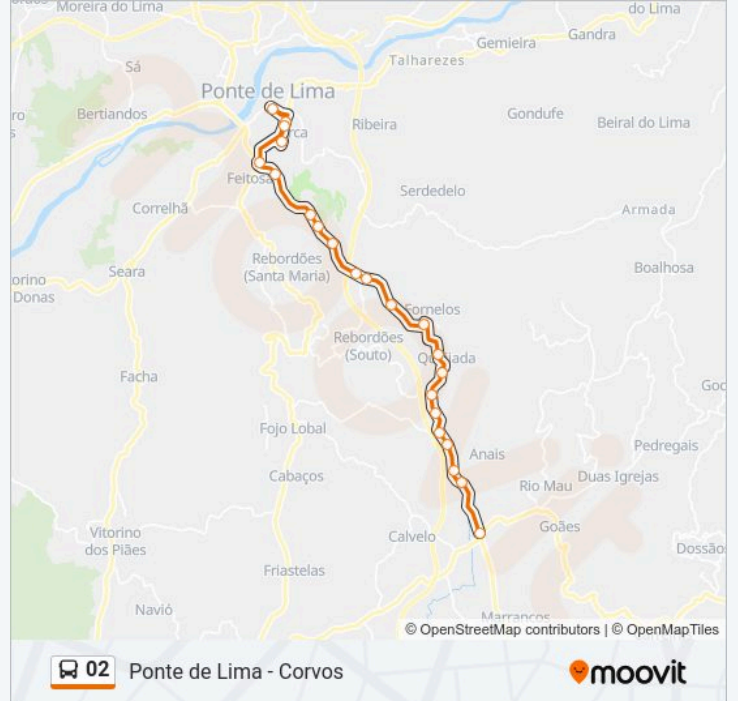 Moreira do Lima
do Lima
Gandra
Gemieira
Talharezes
Sá
Ponte de Lima
Bertiandos
Ribeira
Gondufe
Beiral do Lima
Feitosa
Serdedelo
Correlhã
Armada
Rebordões
(Santa Maria)
Boalhosa
Seara
orino
Donas
Fornelos
Rebordões
(Souto)
Facha
Fojo Lobal
Pedregais
Anais
Duas Igrejas
Cabaços
Rio Mau
Goães
Vitorino
dos Piães
Calvelo
Dossão
Friastelas
Navió
Marrancos
© OpenStreetMap contributors | © OpenMapTiles
02 Ponte de Lima - Corvos
moovit